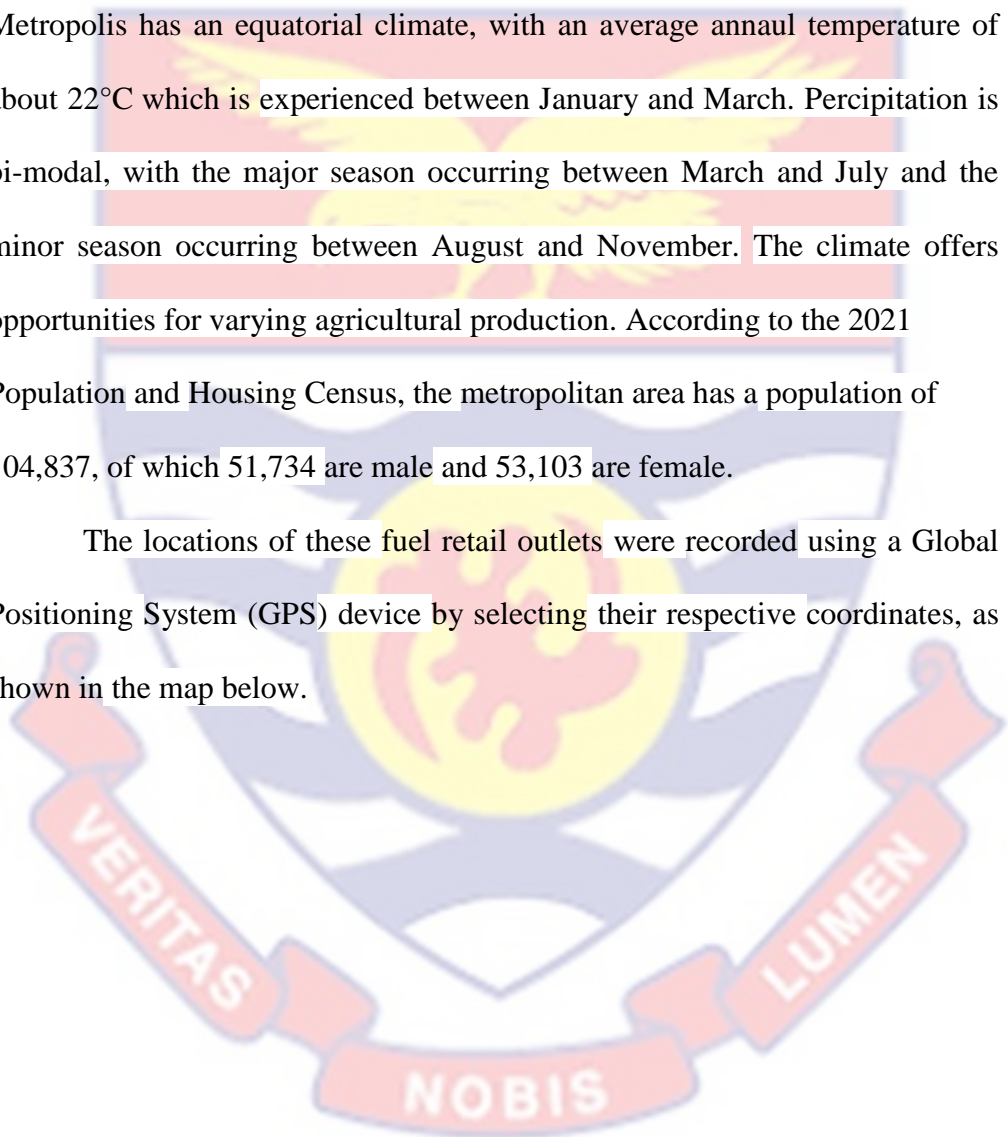 Metropolis has an equatorial climate, with an average annaul temperature of
about 22°C which is experienced between January and March. Percipitation is
bi-modal, with the major season occurring between March and July and the
minor season occurring between August and November. The climate offers
opportunities for varying agricultural production. According to the 2021
Population and Housing Census, the metropolitan area has a population of
04,837, of which 51,734 are male and 53,103 are female.
The locations of these fuel retail outlets were recorded using a Global
Positioning System (GPS) device by selecting their respective coordinates, as
shown in the map below.
VERITAS
NOBIS
LUMEN